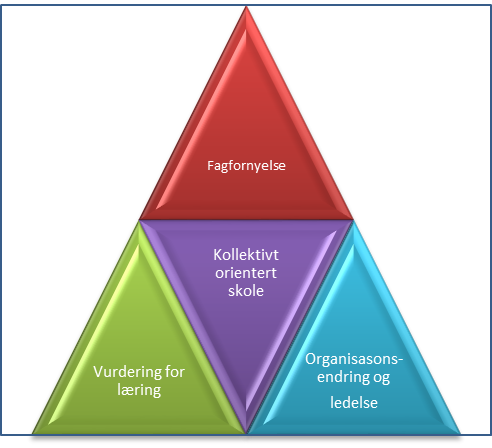 Fagfornyelse
Kollektivt
orientert
skole
Vurdering for
læring
Organisasons-
endring og
ledelse